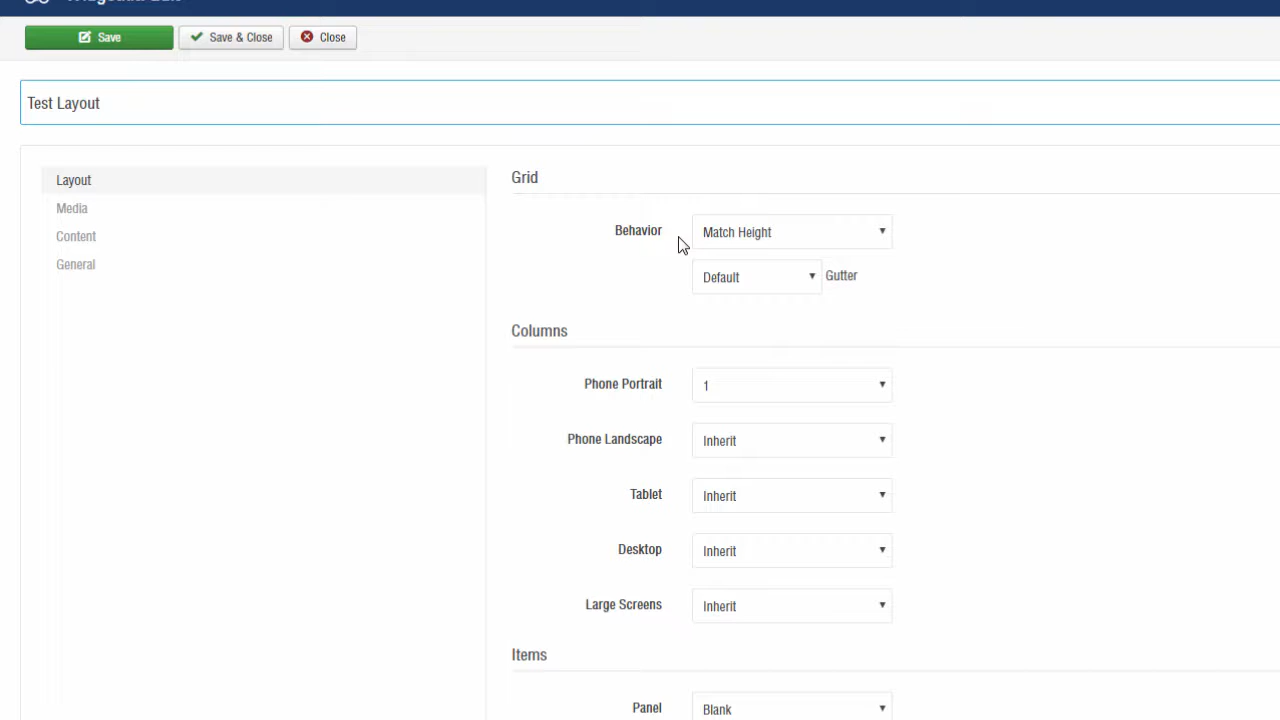 Save
Save & Close
Close
Test Layout
Layout
Media
Content
General
Grid
Behavior
Match Height
Default
Gutter
Columns
Phone Portrait
1
Phone Landscape
Inherit
Tablet
Inherit
Desktop
Inherit
Large Screens
Inherit
Items
Panel
Blank